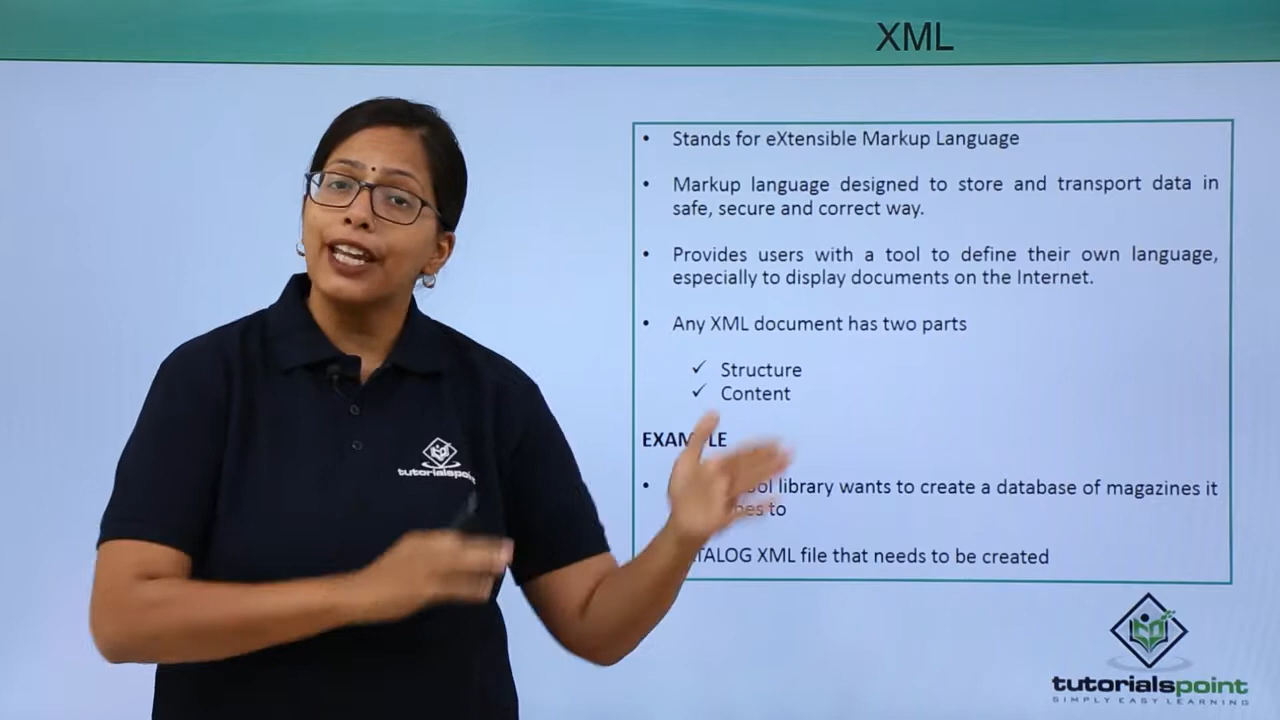 XML
• Stands for eXtensible Markup Language
• Markup language designed to store and transport data in
safe, secure and correct way.
• Provides users with a tool to define their own language,
especially to display documents on the Internet.
• Any XML document has two parts
✓ Structure
✓ Content
EXAMPLE
• library wants to create a database of magazines it
to
XML file that needs to be created
tutorialspoint
tutorialspoint
SIMPLY EASY LEARNING